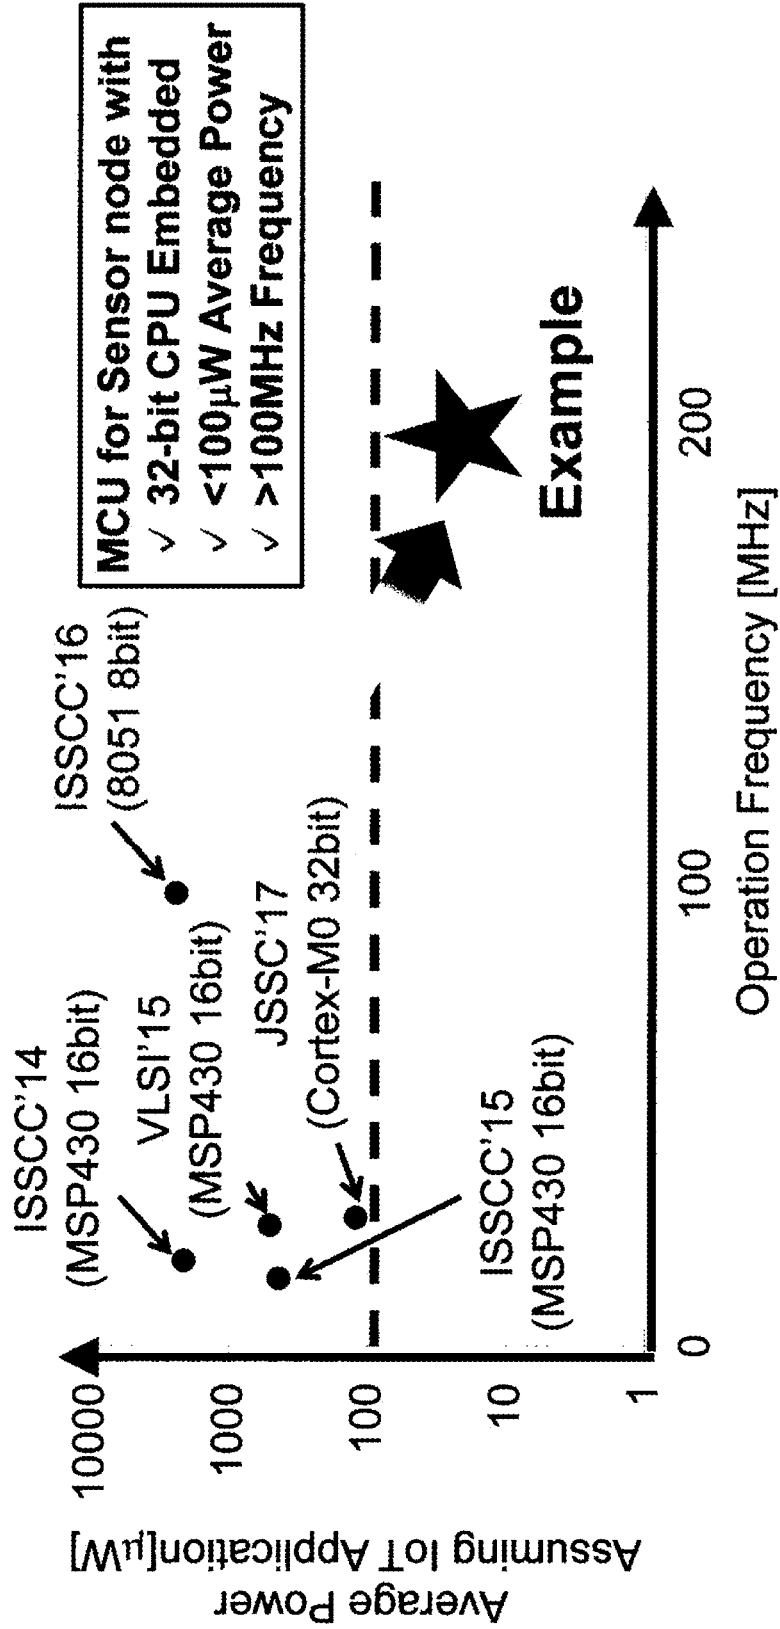 Average Power
Assuming IoT Application[μW]
10000
1000
100
10
1
ISSCC'14
(MSP430 16bit)
VLSI'15
(MSP430 16bit)
JSSC'17
(Cortex-M0 32bit)
ISSCC'15
(MSP430 16bit)
ISSCC'16
(8051 8bit)
MCU for Sensor node with
✓ 32-bit CPU Embedded
✓ <100μW Average Power
✓ >100MHz Frequency
Example
0
100
200
Operation Frequency [MHz]